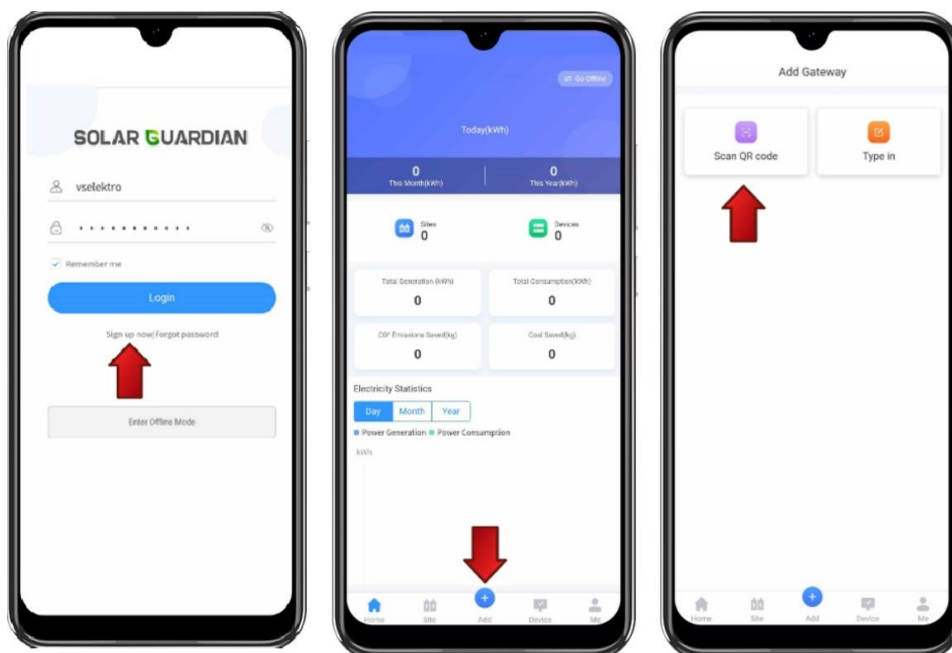 SOLAR GUARDIAN
vselektro
Remember me
Login
Sign up now|Forgot password
Enter Offline Mode
Go Offline
Today(kWh)
0
This Month(kWh)
0
This Year(kWh)
Sites
0
Devices
0
Total Generation (kWh)
0
Total Consumption(kWh)
0
CO² Emissions Saved(kg)
0
Coal Saved(kg)
0
Electricity Statistics
Day Month Year
Power Generation Power Consumption
kWh
Home Site Add Device Me
Add Gateway
Scan QR code
Type in
Home Site Add Device Me